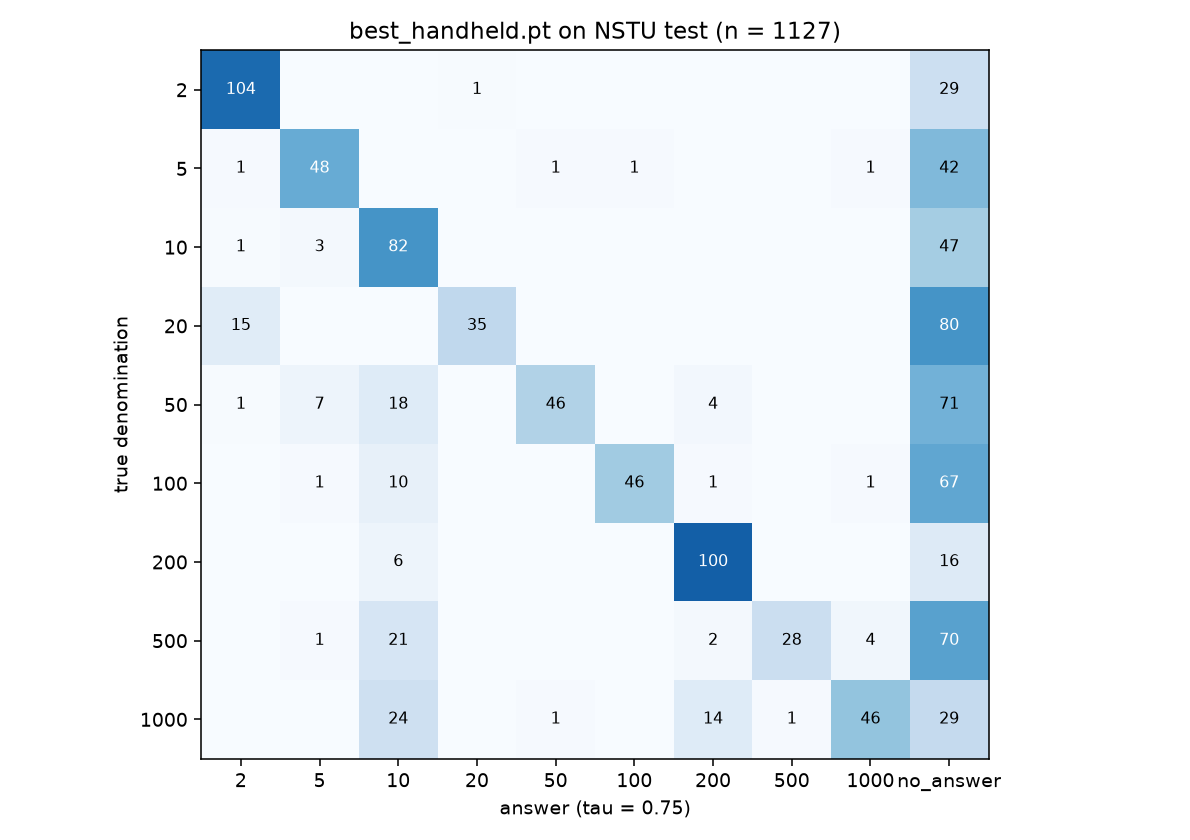 best_handheld.pt on NSTU test (n = 1127)
2 104 1 29
5 1 48 1 1 1 42
10 1 3 82 47
20 15 35 80
50 1 7 18 46 4 71
100 1 10 46 1 1 67
200 6 100 16
500 1 21 2 28 4 70
1000 24 1 14 1 46 29
true denomination
2 5 10 20 50 100 200 500 1000 no_answer
answer (tau = 0.75)